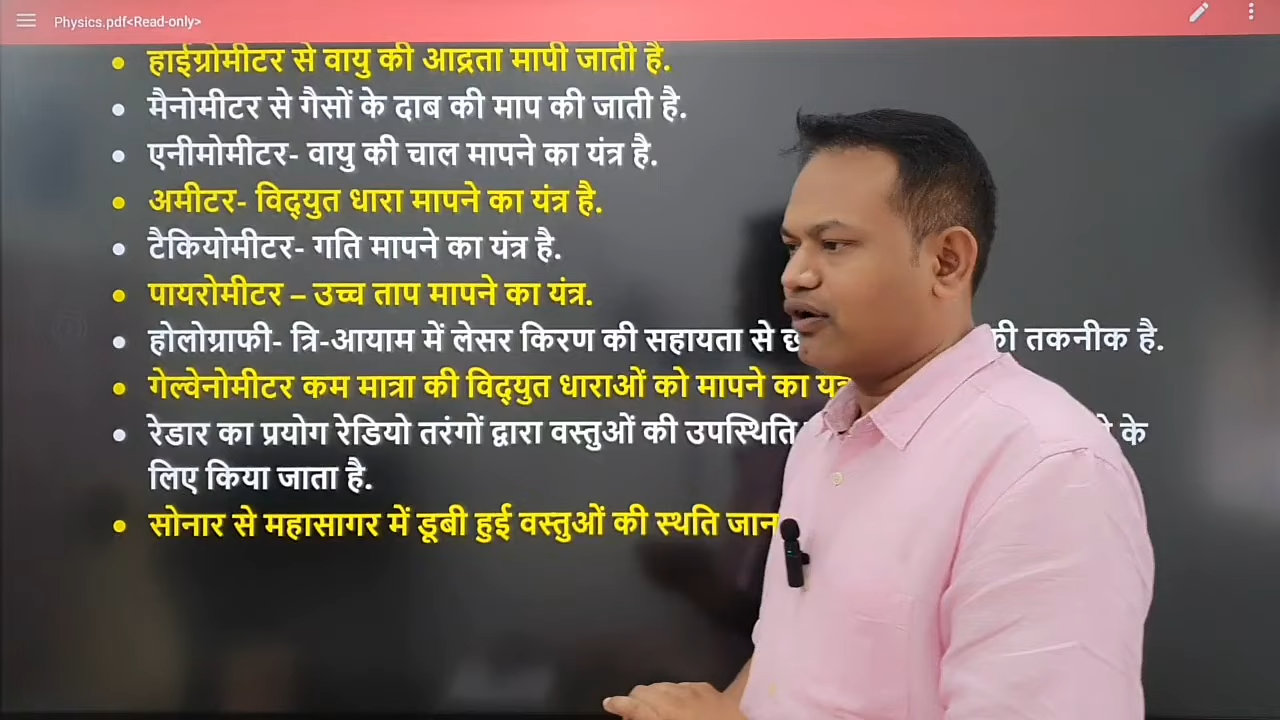 Physics.pdf<Read-only>
• हाईग्रोमीटर से वायु की आद्रता मापी जाती है.
• मैनोमीटर से गैसों के दाब की माप की जाती है.
• एनीमोमीटर- वायु की चाल मापने का यंत्र है.
• अमीटर- विद्युत धारा मापने का यंत्र है.
• टैकियोमीटर- गति मापने का यंत्र है.
• पायरोमीटर – उच्च ताप मापने का यंत्र.
• होलोग्राफी- त्रि-आयाम में लेसर किरण की सहायता से की तकनीक है.
• गेल्वेनोमीटर कम मात्रा की विद्युत धाराओं को मापने का
• रेडार का प्रयोग रेडियो तरंगों द्वारा वस्तुओं की उपस्थिति के
लिए किया जाता है.
• सोनार से महासागर में डूबी हुई वस्तुओं की स्थति